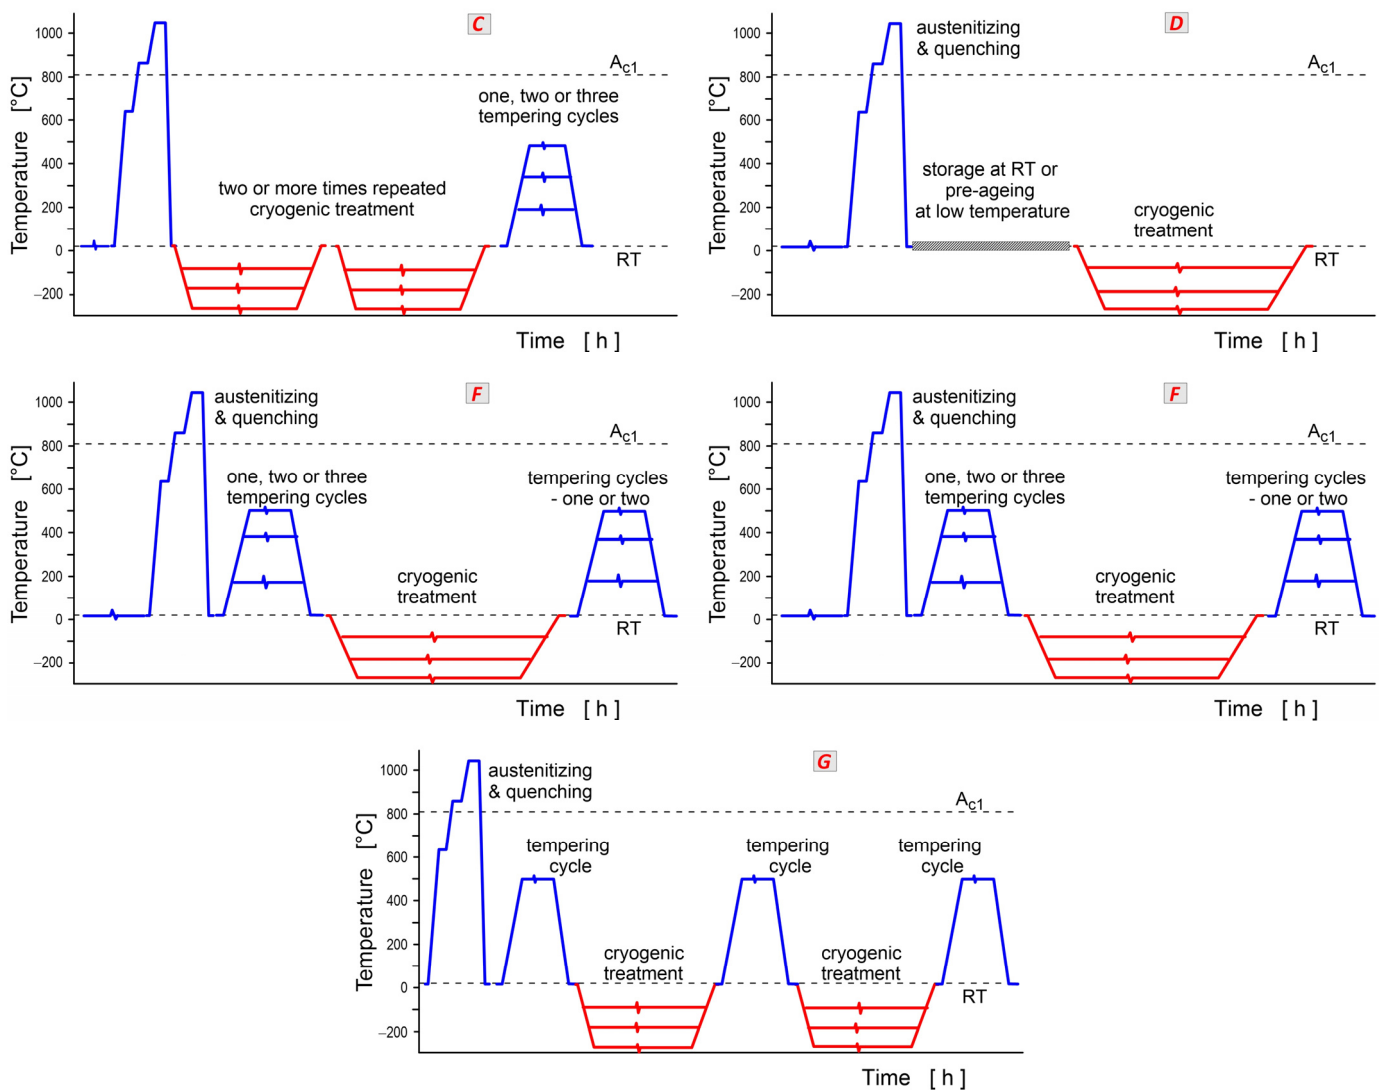 C
1000
800
600
400
200
0
−200
Temperature [°C]
Ac1
one, two or three
tempering cycles
two or more times repeated
cryogenic treatment
RT
Time [ h ]
D
1000
800
600
400
200
0
−200
Temperature [°C]
austenitizing
& quenching
Ac1
storage at RT or
pre-ageing
at low temperature
cryogenic
treatment
RT
Time [ h ]
F
1000
800
600
400
200
0
−200
Temperature [°C]
austenitizing
& quenching
Ac1
one, two or three
tempering cycles
tempering cycles
- one or two
cryogenic
treatment
RT
Time [ h ]
F
1000
800
600
400
200
0
−200
Temperature [°C]
austenitizing
& quenching
Ac1
one, two or three
tempering cycles
tempering cycles
- one or two
cryogenic
treatment
RT
Time [ h ]
G
1000
800
600
400
200
0
−200
Temperature [°C]
austenitizing
& quenching
Ac1
tempering
cycle
tempering
cycle
tempering
cycle
cryogenic
treatment
cryogenic
treatment
RT
Time [ h ]